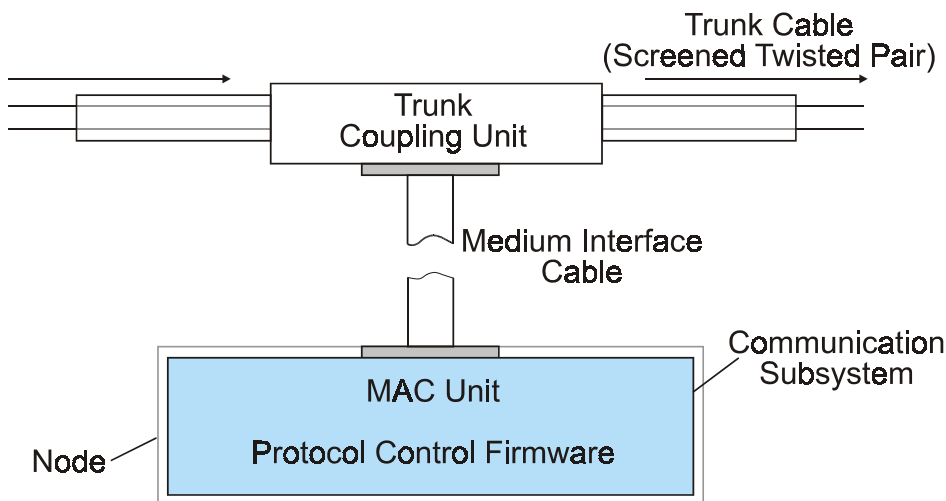 Trunk Cable
(Screened Twisted Pair)
Trunk
Coupling Unit
Medium Interface
Cable
Communication
Subsystem
MAC Unit
Protocol Control Firmware
Node